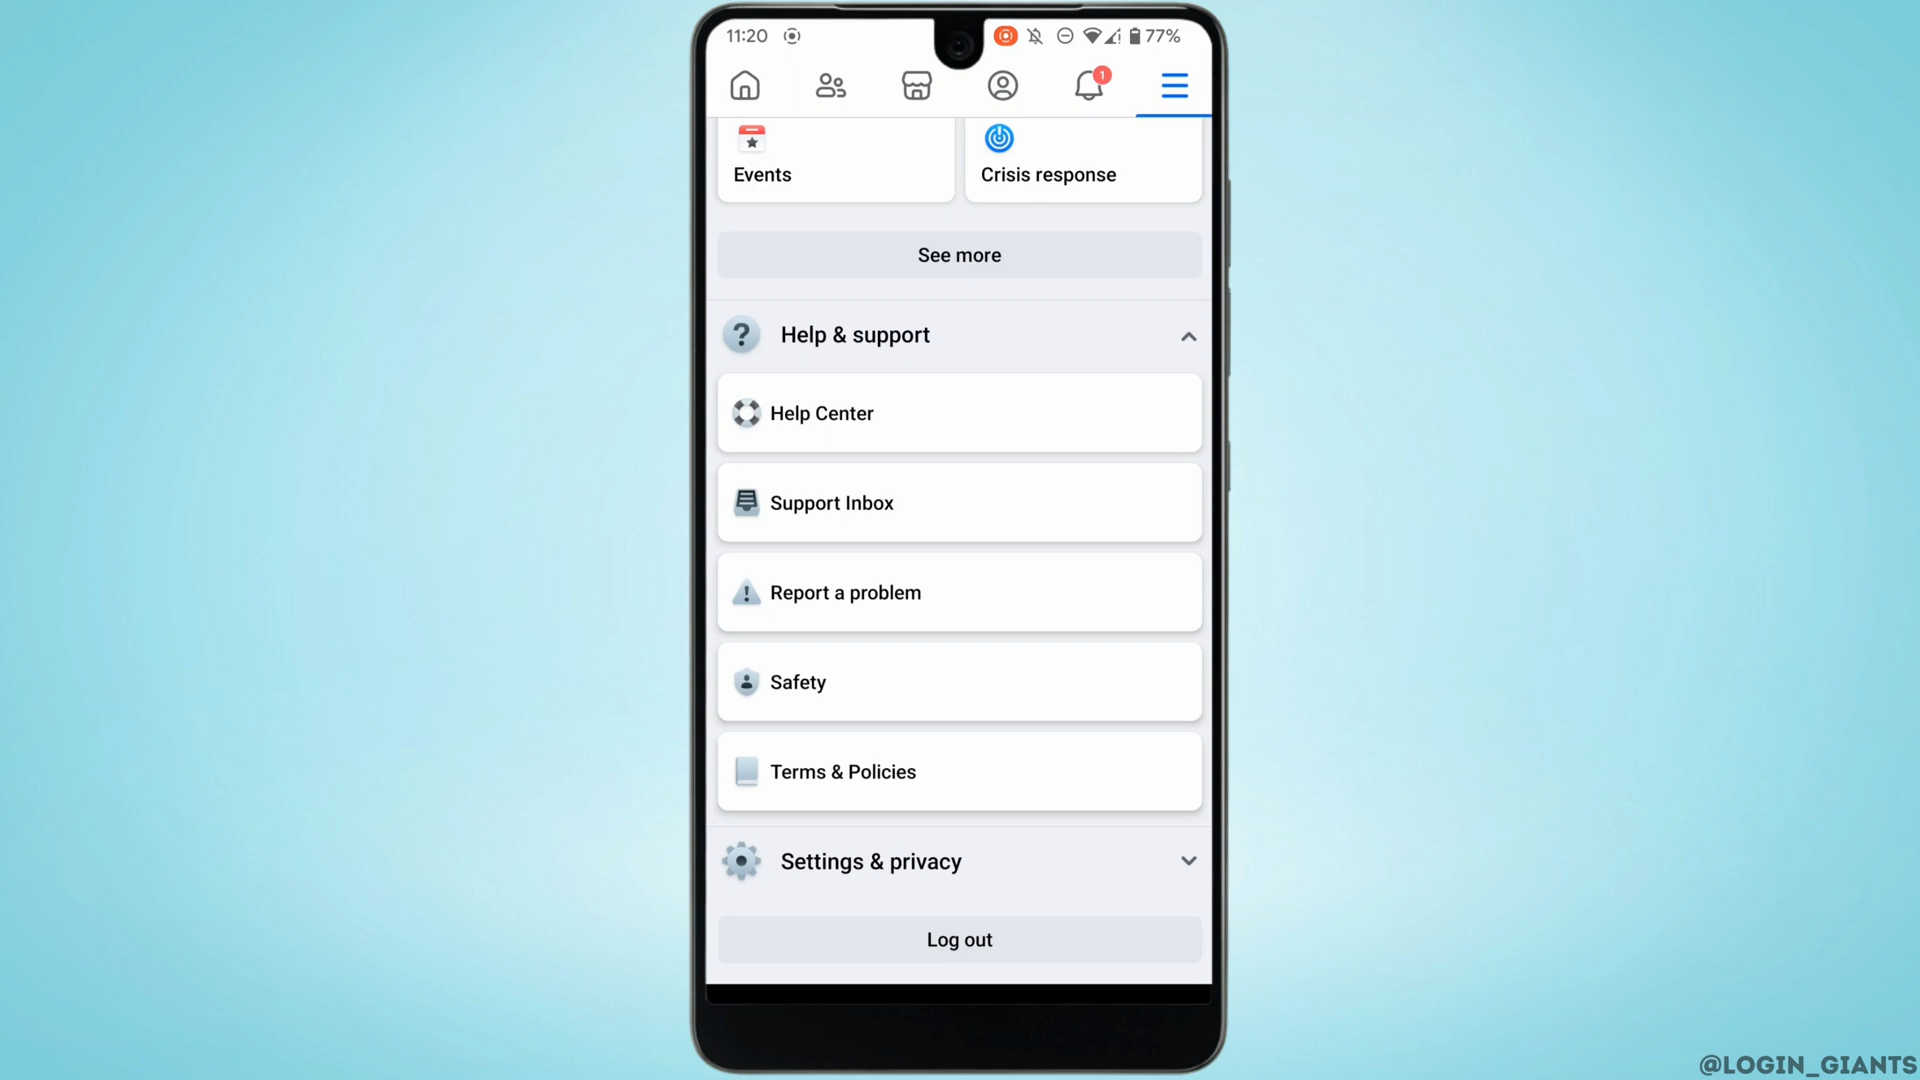 11:20
77%
1
Events
Crisis response
See more
Help & support
Help Center
Support Inbox
Report a problem
Safety
Terms & Policies
Settings & privacy
Log out
@LOGIN_GIANTS